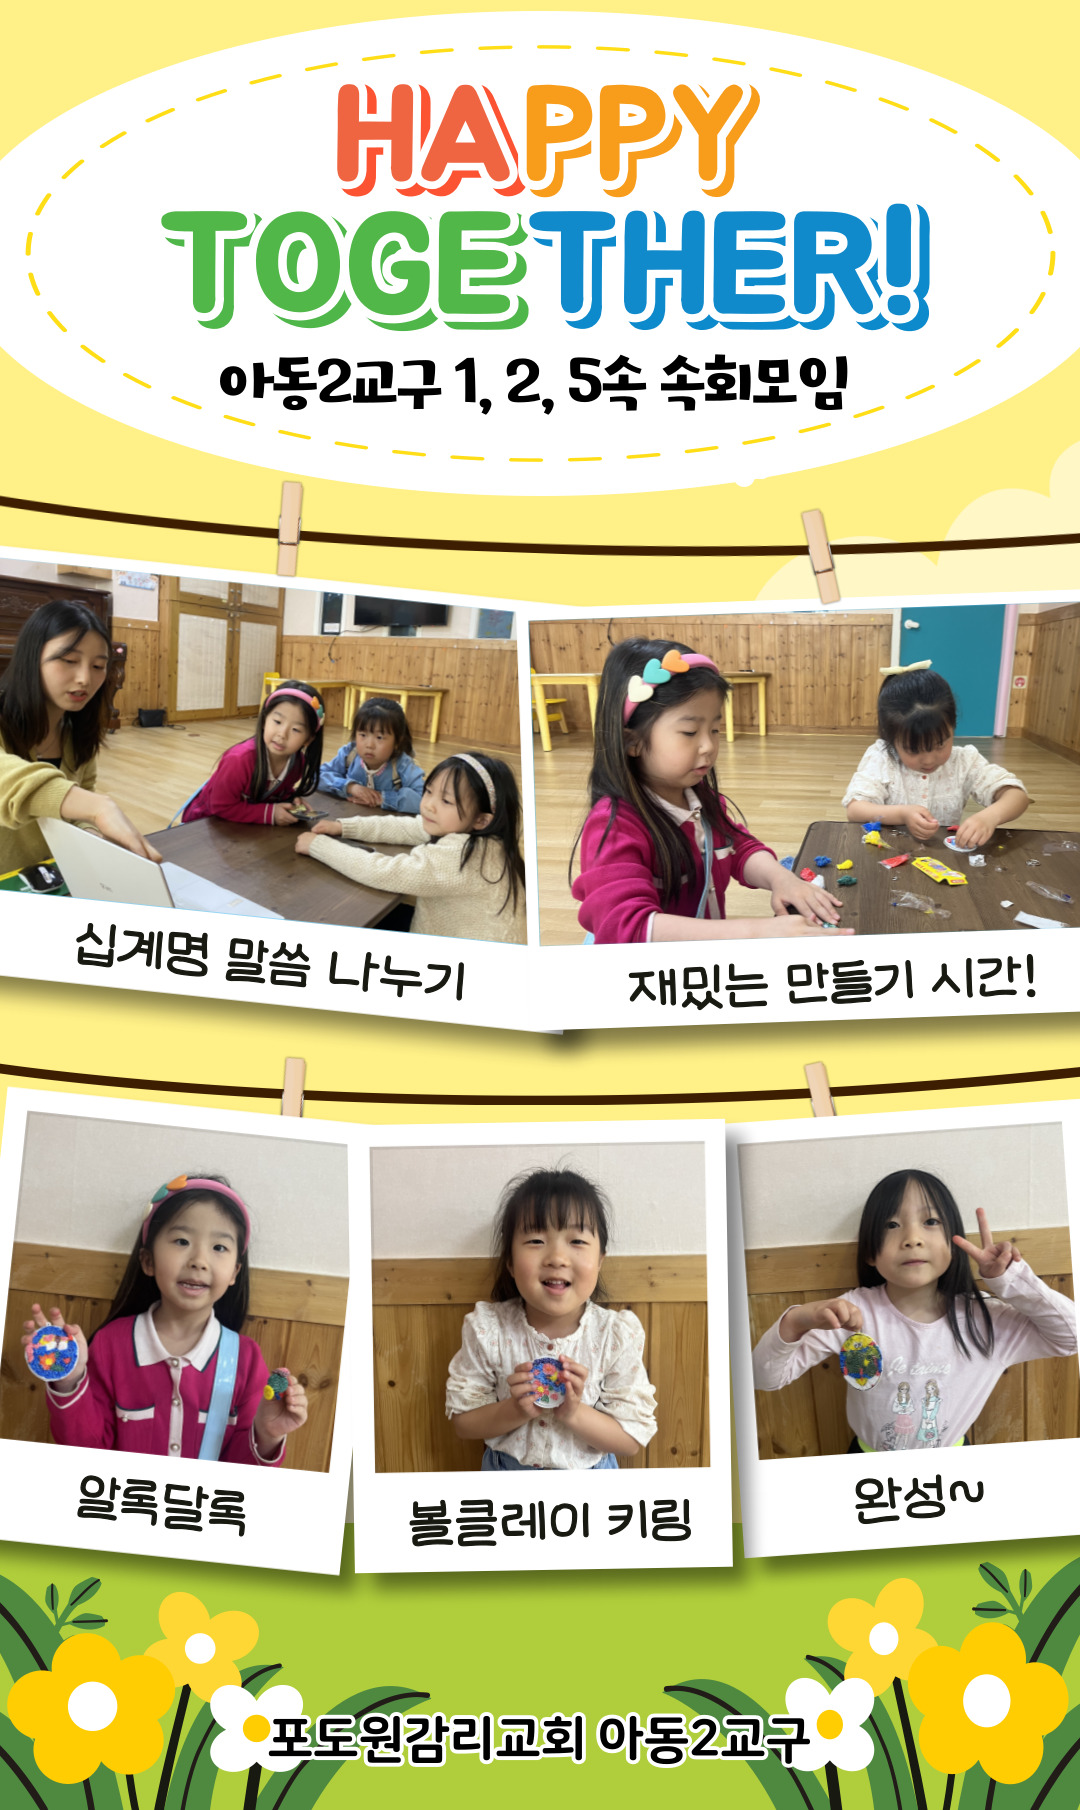 HAPPY
TOGETHER!
아동2교구 1, 2, 5속 속회모임
십계명 말씀 나누기
재밌는 만들기 시간!
알록달록
볼클레이 키링
완성~
포도원감리교회 아동2교구